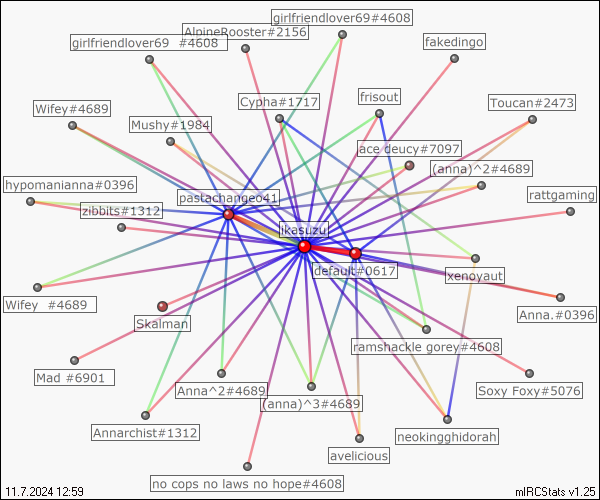 girlfriendlover69#4608
AlpineRooster#2156
girlfriendlover69  #4608
fakedingo
frisout
Cypha#1717
Toucan#2473
Wifey#4689
Mushy#1984
ace deucy#7097
(anna)^2#4689
hypomanianna#0396
pastachangeo41
rattgaming
zibbits#1312
ikasuzu
default#0617
xenoyaut
Wifey  #4689
Anna.#0396
Skalman
ramshackle gorey#4608
Mad #6901
Anna^2#4689
Soxy Foxy#5076
(anna)^3#4689
Annarchist#1312
neokingghidorah
avelicious
no cops no laws no hope#4608
11.7.2024 12:59
mIRCStats v1.25